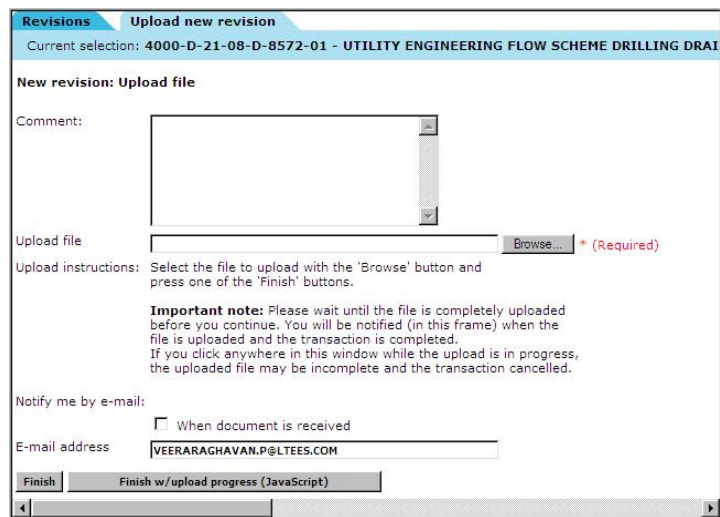 Revisions Upload new revision
Current selection: 4000-D-21-08-D-8572-01 - UTILITY ENGINEERING FLOW SCHEME DRILLING DRAI
New revision: Upload file
Comment:
Upload file Browse... * (Required)
Upload instructions: Select the file to upload with the 'Browse' button and
press one of the 'Finish' buttons.
Important note: Please wait until the file is completely uploaded
before you continue. You will be notified (in this frame) when the
file is uploaded and the transaction is completed.
If you click anywhere in this window while the upload is in progress,
the uploaded file may be incomplete and the transaction cancelled.
Notify me by e-mail:
When document is received
E-mail address VEERARAGHAVAN.P@LTEES.COM
Finish Finish w/upload progress (JavaScript)